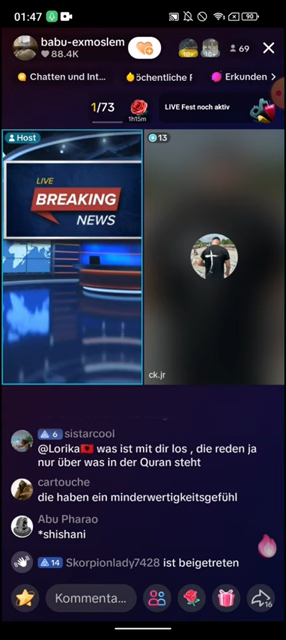 01:47
90
babu-exmoslem
88.4K
10+
10+
69
Chatten und Int...
öchentliche F
Erkunden
1/73
1h15m
LIVE Fest noch aktiv
Host
13
LIVE
BREAKING
NEWS
ck.jr
6 sistarcool
@Lorika🇦🇱 was ist mit dir los , die reden ja
nur über was in der Quran steht
cartouche
die haben ein minderwertigkeitsgefühl
Abu Pharao
*shishani
14 Skorpionlady7428 ist beigetreten
Kommenta...
16